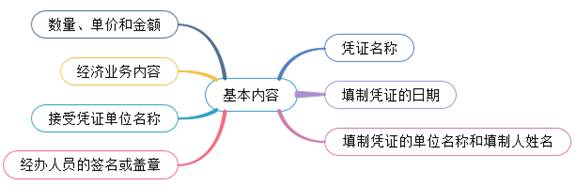 数量、单价和金额
经济业务内容
接受凭证单位名称
经办人员的签名或盖章
基本内容
凭证名称
填制凭证的日期
填制凭证的单位名称和填制人姓名